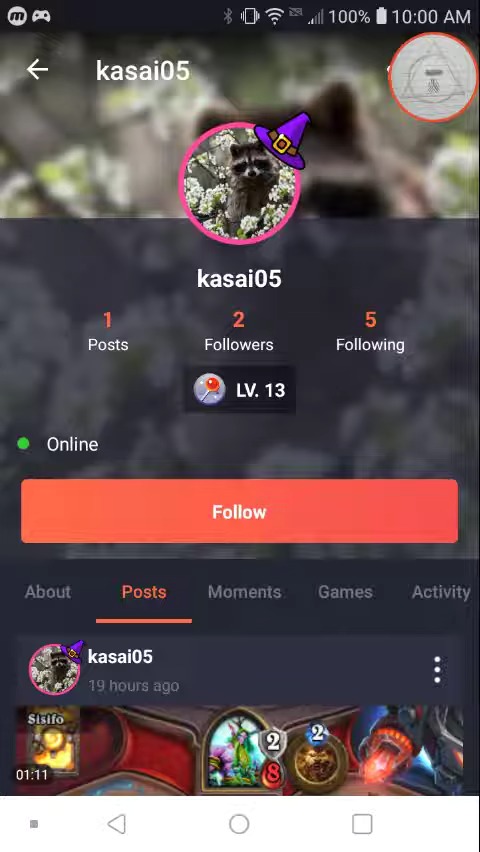 100% 10:00 AM
kasai05
kasai05
1 2 5
Posts Followers Following
LV. 13
Online
Follow
About Posts Moments Games Activity
kasai05
19 hours ago
Sisifo
2
2
8
01:11